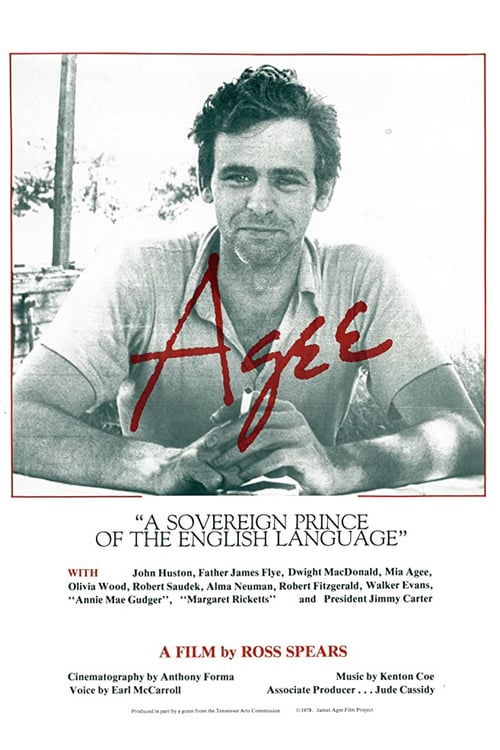 Agee
"A SOVEREIGN PRINCE
OF THE ENGLISH LANGUAGE"
WITH John Huston, Father James Flye, Dwight MacDonald, Mia Agee,
Olivia Wood, Robert Saudek, Alma Neuman, Robert Fitzgerald, Walker Evans,
"Annie Mae Gudger", "Margaret Ricketts" and President Jimmy Carter
A FILM by ROSS SPEARS
Cinematography by Anthony Forma Music by Kenton Coe
Voice by Earl McCarroll Associate Producer . . . Jude Cassidy
Produced in part by a grant from the Tennessee Arts Commission ©1978. James Agee Film Project